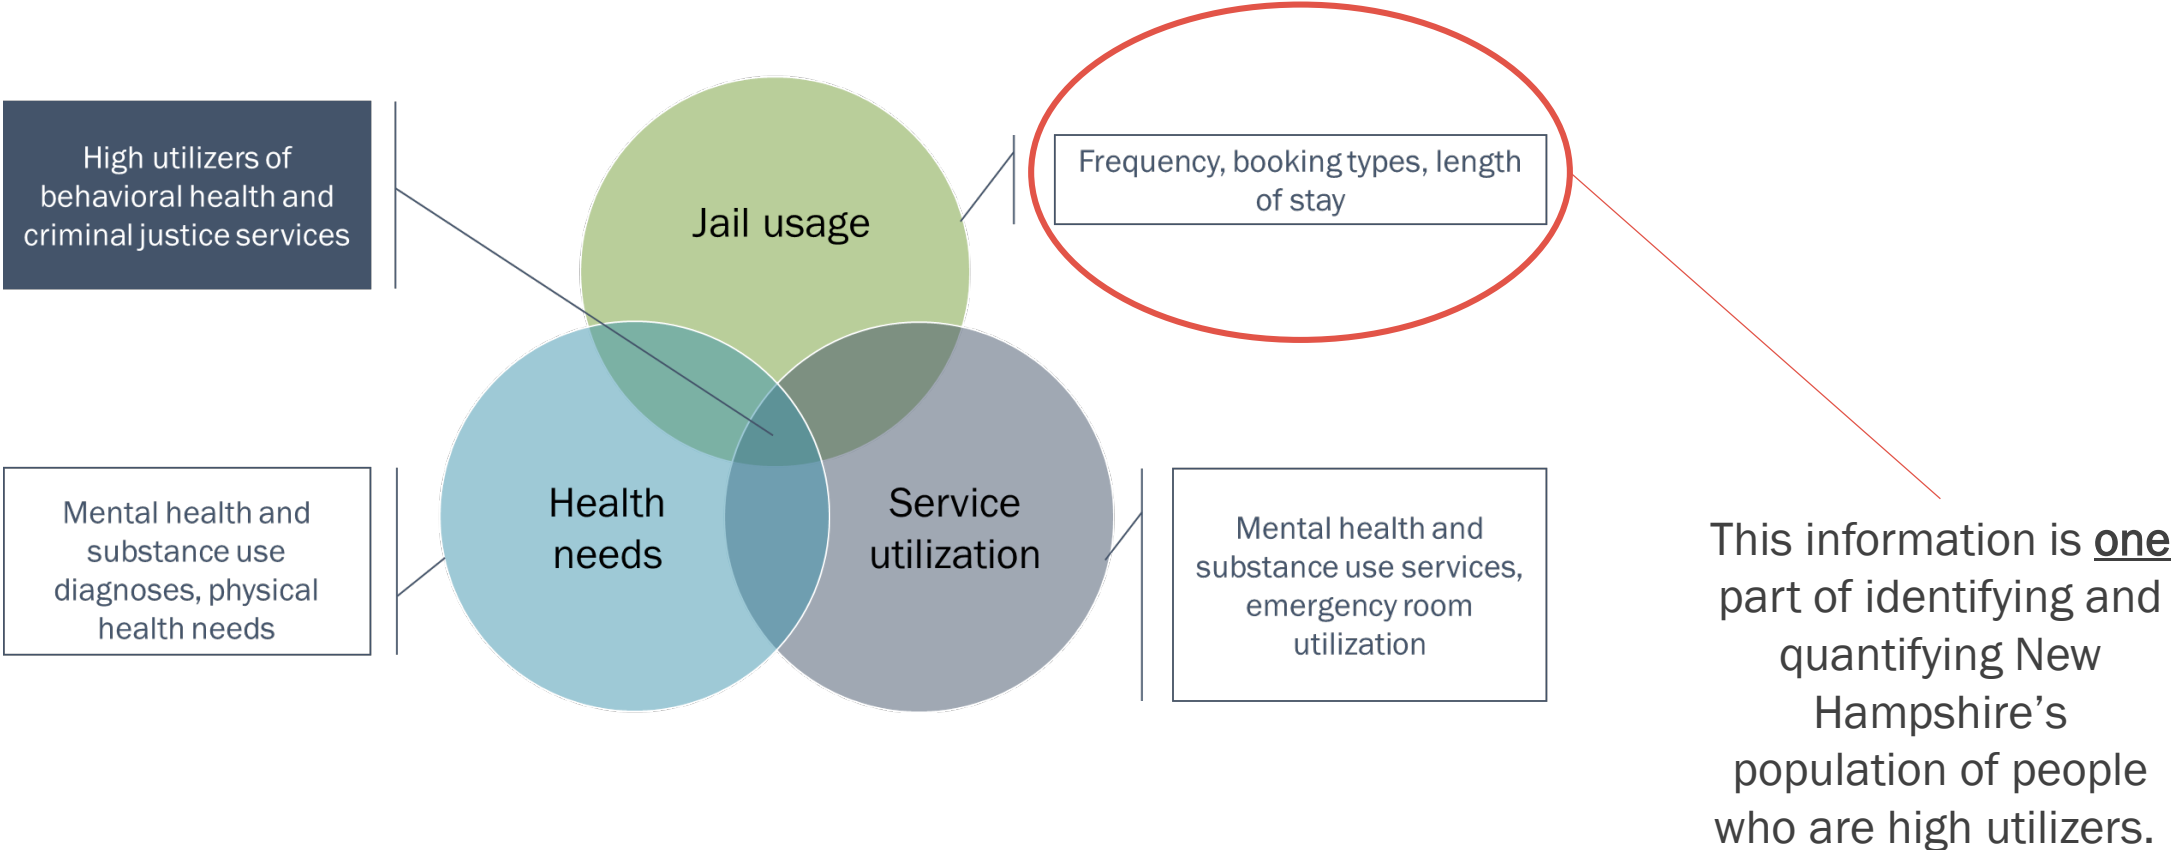 High utilizers of
behavioral health and
criminal justice services
Jail usage
Frequency, booking types, length
of stay
Health
needs
Service
utilization
Mental health and
substance use
diagnoses, physical
health needs
Mental health and
substance use services,
emergency room
utilization
This information is one
part of identifying and
quantifying New
Hampshire’s
population of people
who are high utilizers.